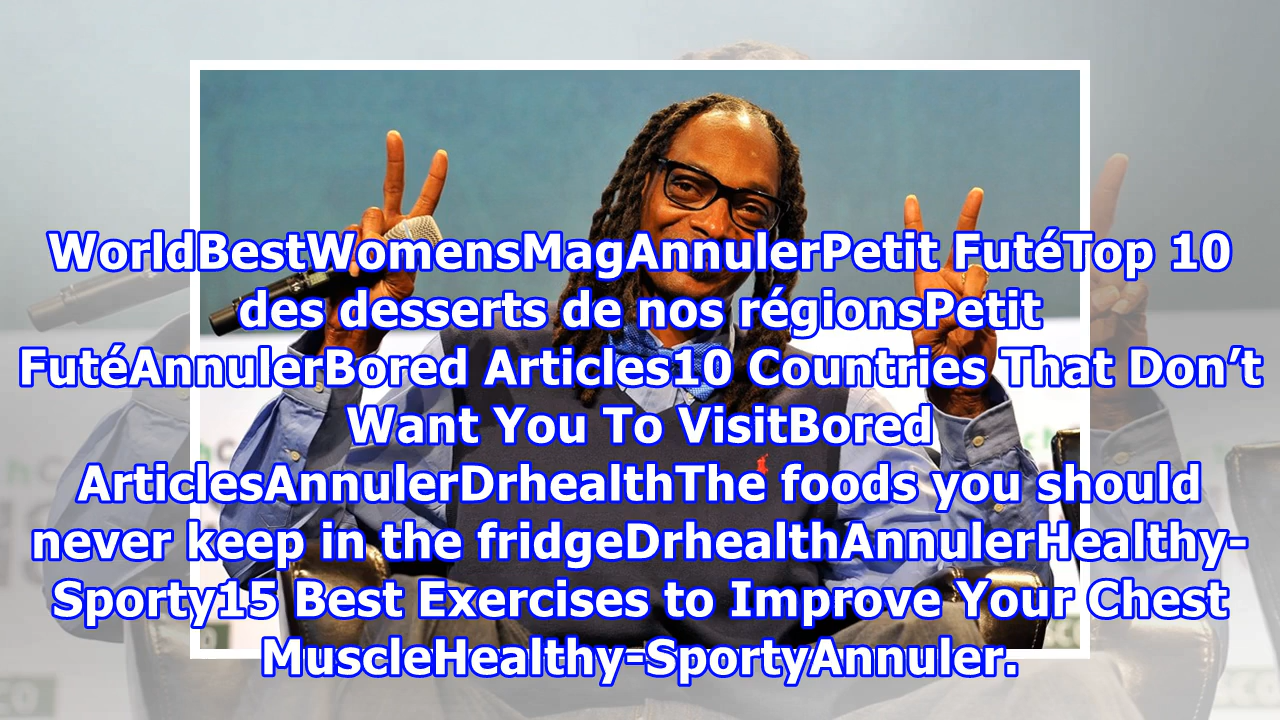 WorldBestWomensMagAnnulerPetit FutéTop 10
des desserts de nos régionsPetit
FutéAnnulerBored Articles10 Countries That Don’t
Want You To VisitBored
ArticlesAnnulerDrhealthThe foods you should
never keep in the fridgeDrhealthAnnulerHealthy-
Sporty15 Best Exercises to Improve Your Chest
MuscleHealthy-SportyAnnuler.